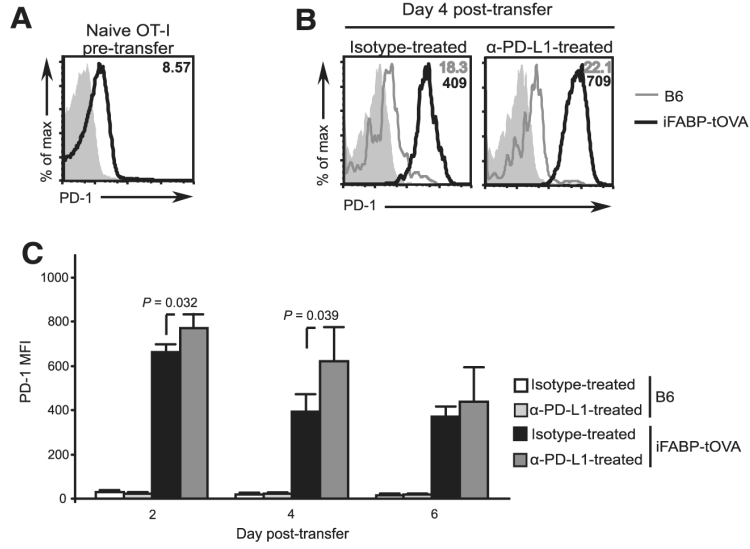 A
Naive OT-I
pre-transfer
8.57
% of max
PD-1
B
Day 4 post-transfer
Isotype-treated
α-PD-L1-treated
18.3
409
22.1
709
% of max
PD-1
B6
iFABP-tOVA
C
1000
800
600
400
200
0
PD-1 MFI
P = 0.032
P = 0.039
2
4
6
Day post-transfer
Isotype-treated
α-PD-L1-treated
B6
Isotype-treated
α-PD-L1-treated
iFABP-tOVA